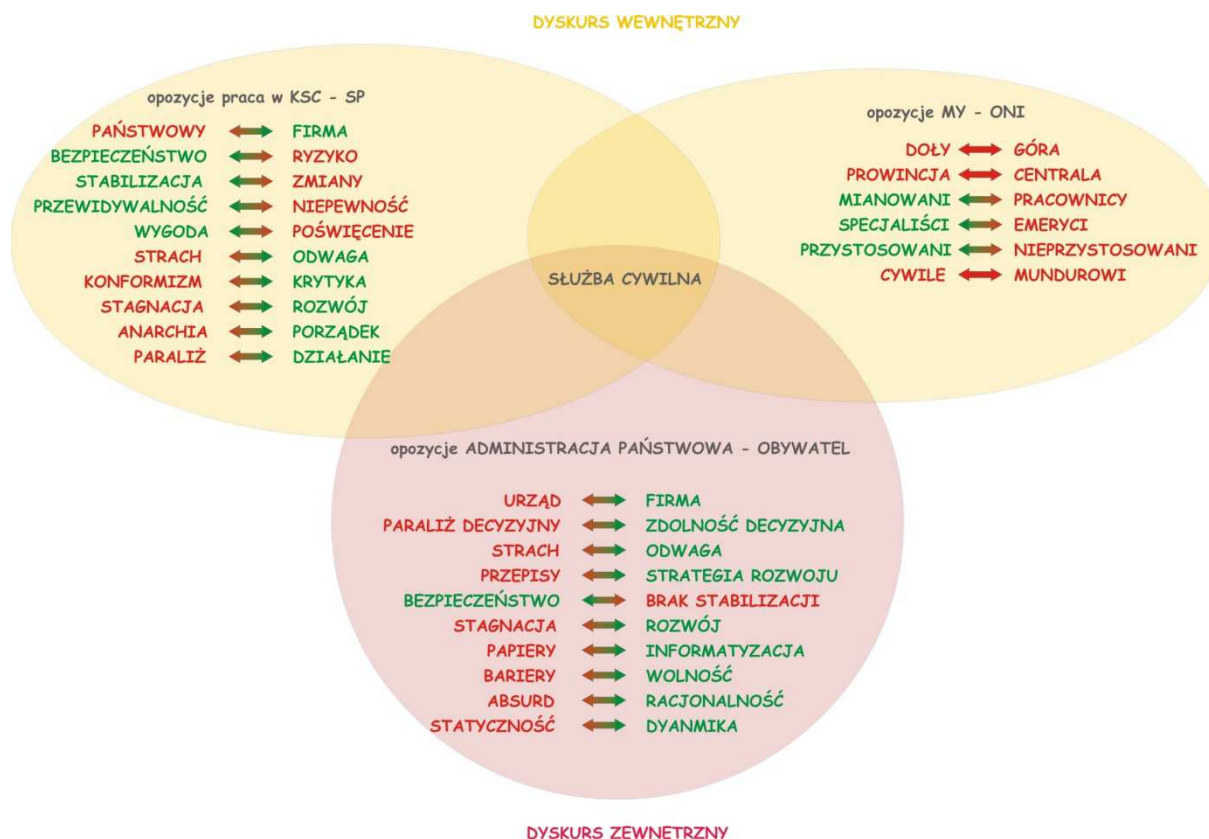 DYSKURS WEWNĘTRZNY
opozycje praca w KSC - SP
PAŃSTWOWY FIRMA
BEZPIECZEŃSTWO RYZYKO
STABILIZACJA ZMIANY
PRZEWIDYWALNOŚĆ NIEPEWNOŚĆ
WYGODA POŚWIĘCENIE
STRACH ODWAGA
KONFORMIZM KRYTYKA
STAGNACJA ROZWÓJ
ANARCHIA PORZĄDEK
PARALIŻ DZIAŁANIE
opozycje MY - ONI
DOŁY GÓRA
PROWINCJA CENTRALA
MIANOWANI PRACOWNICY
SPECJALIŚCI EMERYCI
PRZYSTOSOWANI NIEPRZYSTOSOWANI
CYWILE MUNDUROWI
SŁUŻBA CYWILNA
opozycje ADMINISTRACJA PAŃSTWOWA - OBYWATEL
URZĄD FIRMA
PARALIŻ DECYZYJNY ZDOLNOŚĆ DECYZYJNA
STRACH ODWAGA
PRZEPISY STRATEGIA ROZWOJU
BEZPIECZEŃSTWO BRAK STABILIZACJI
STAGNACJA ROZWÓJ
PAPIERY INFORMATYZACJA
BARIERY WOLNOŚĆ
ABSURD RACJONALNOŚĆ
STATYCZNOŚĆ DYANMIKA
DYSKURS ZEWNĘTRZNY